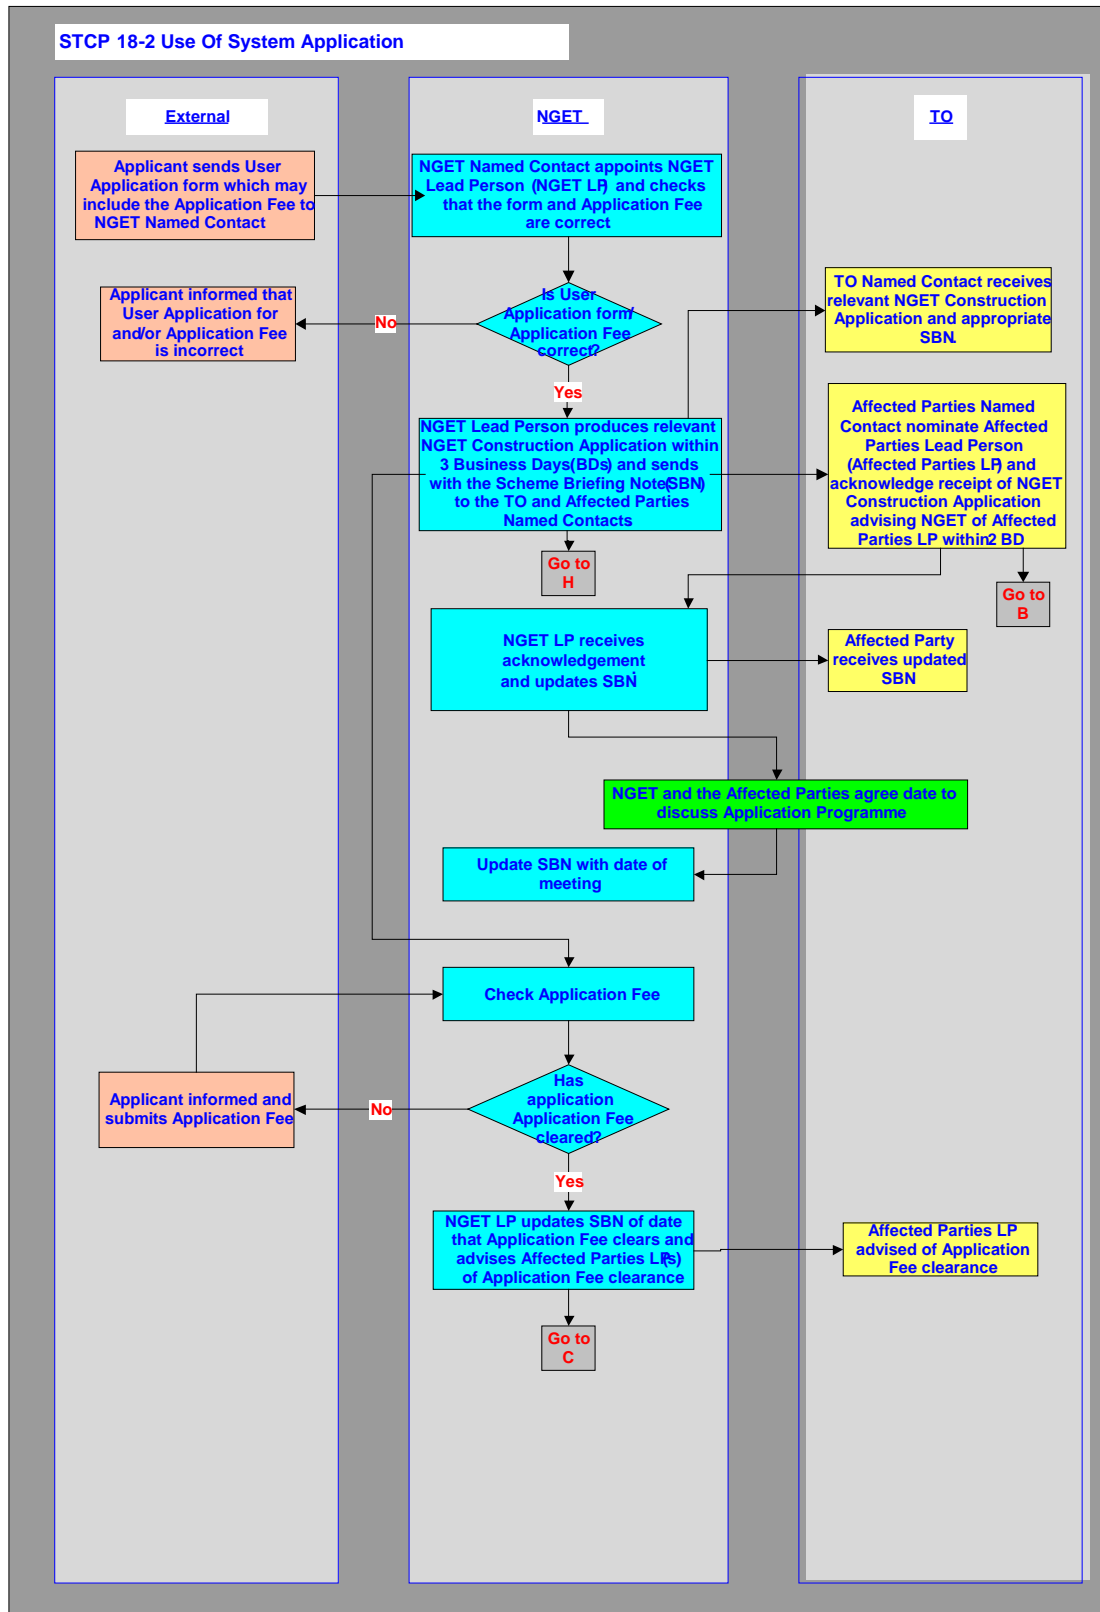 STCP 18-2 Use Of System Application
External
NGET
TO
Applicant sends User
Application form which may
include the Application Fee to
NGET Named Contact
NGET Named Contact appoints NGET
Lead Person (NGET LP) and checks
that the form and Application Fee
are correct
Applicant informed that
User Application for
and/or Application Fee
is incorrect
No
Is User
Application form/
Application Fee
correct?
TO Named Contact receives
relevant NGET Construction
Application and appropriate
SBN.
Yes
NGET Lead Person produces relevant
NGET Construction Application within
3 Business Days(BDs) and sends
with the Scheme Briefing Note(SBN)
to the TO and Affected Parties
Named Contacts
Affected Parties Named
Contact nominate Affected
Parties Lead Person
(Affected Parties LP) and
acknowledge receipt of NGET
Construction Application
advising NGET of Affected
Parties LP within2 BD
Go to
H
Go to
B
NGET LP receives
acknowledgement
and updates SBN.
Affected Party
receives updated
SBN
NGET and the Affected Parties agree date to
discuss Application Programme
Update SBN with date of
meeting
Check Application Fee
Applicant informed and
submits Application Fee
No
Has
application
Application Fee
cleared?
Yes
NGET LP updates SBN of date
that Application Fee clears and
advises Affected Parties LP(s)
of Application Fee clearance
Affected Parties LP
advised of Application
Fee clearance
Go to
C